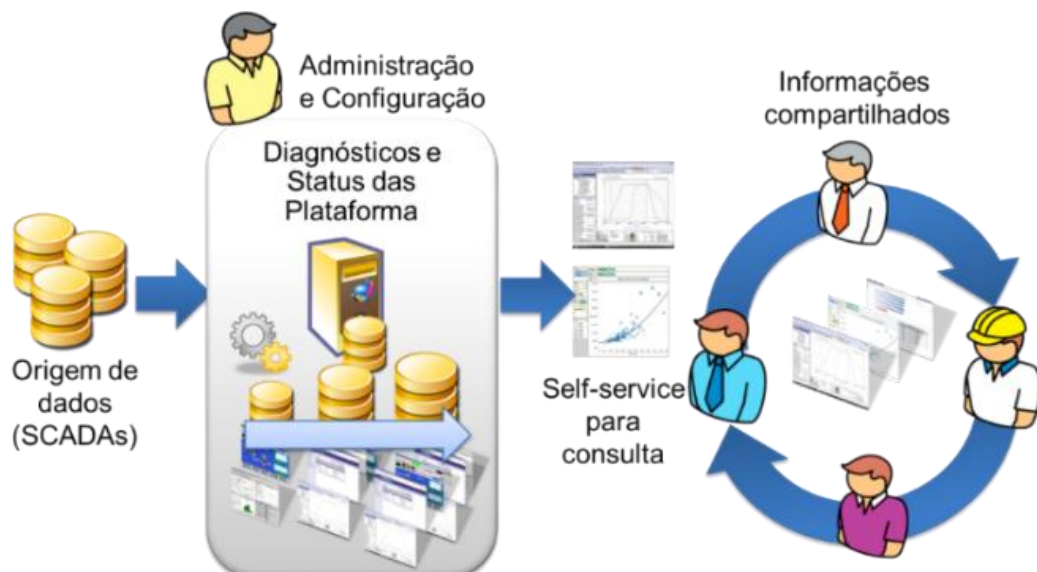 Administração
e Configuração
Diagnósticos e
Status das
Plataforma
Origem de
dados
(SCADAs)
Self-service
para
consulta
Informações
compartilhados